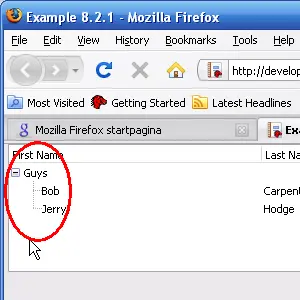 Example 8.2.1 - Mozilla Firefox
File Edit View History Bookmarks Tools Help
http://develop
Most Visited Getting Started Latest Headlines
Mozilla Firefox startpagina Exa
First Name Last Na
Guys
Bob Carpent
Jerry Hodge